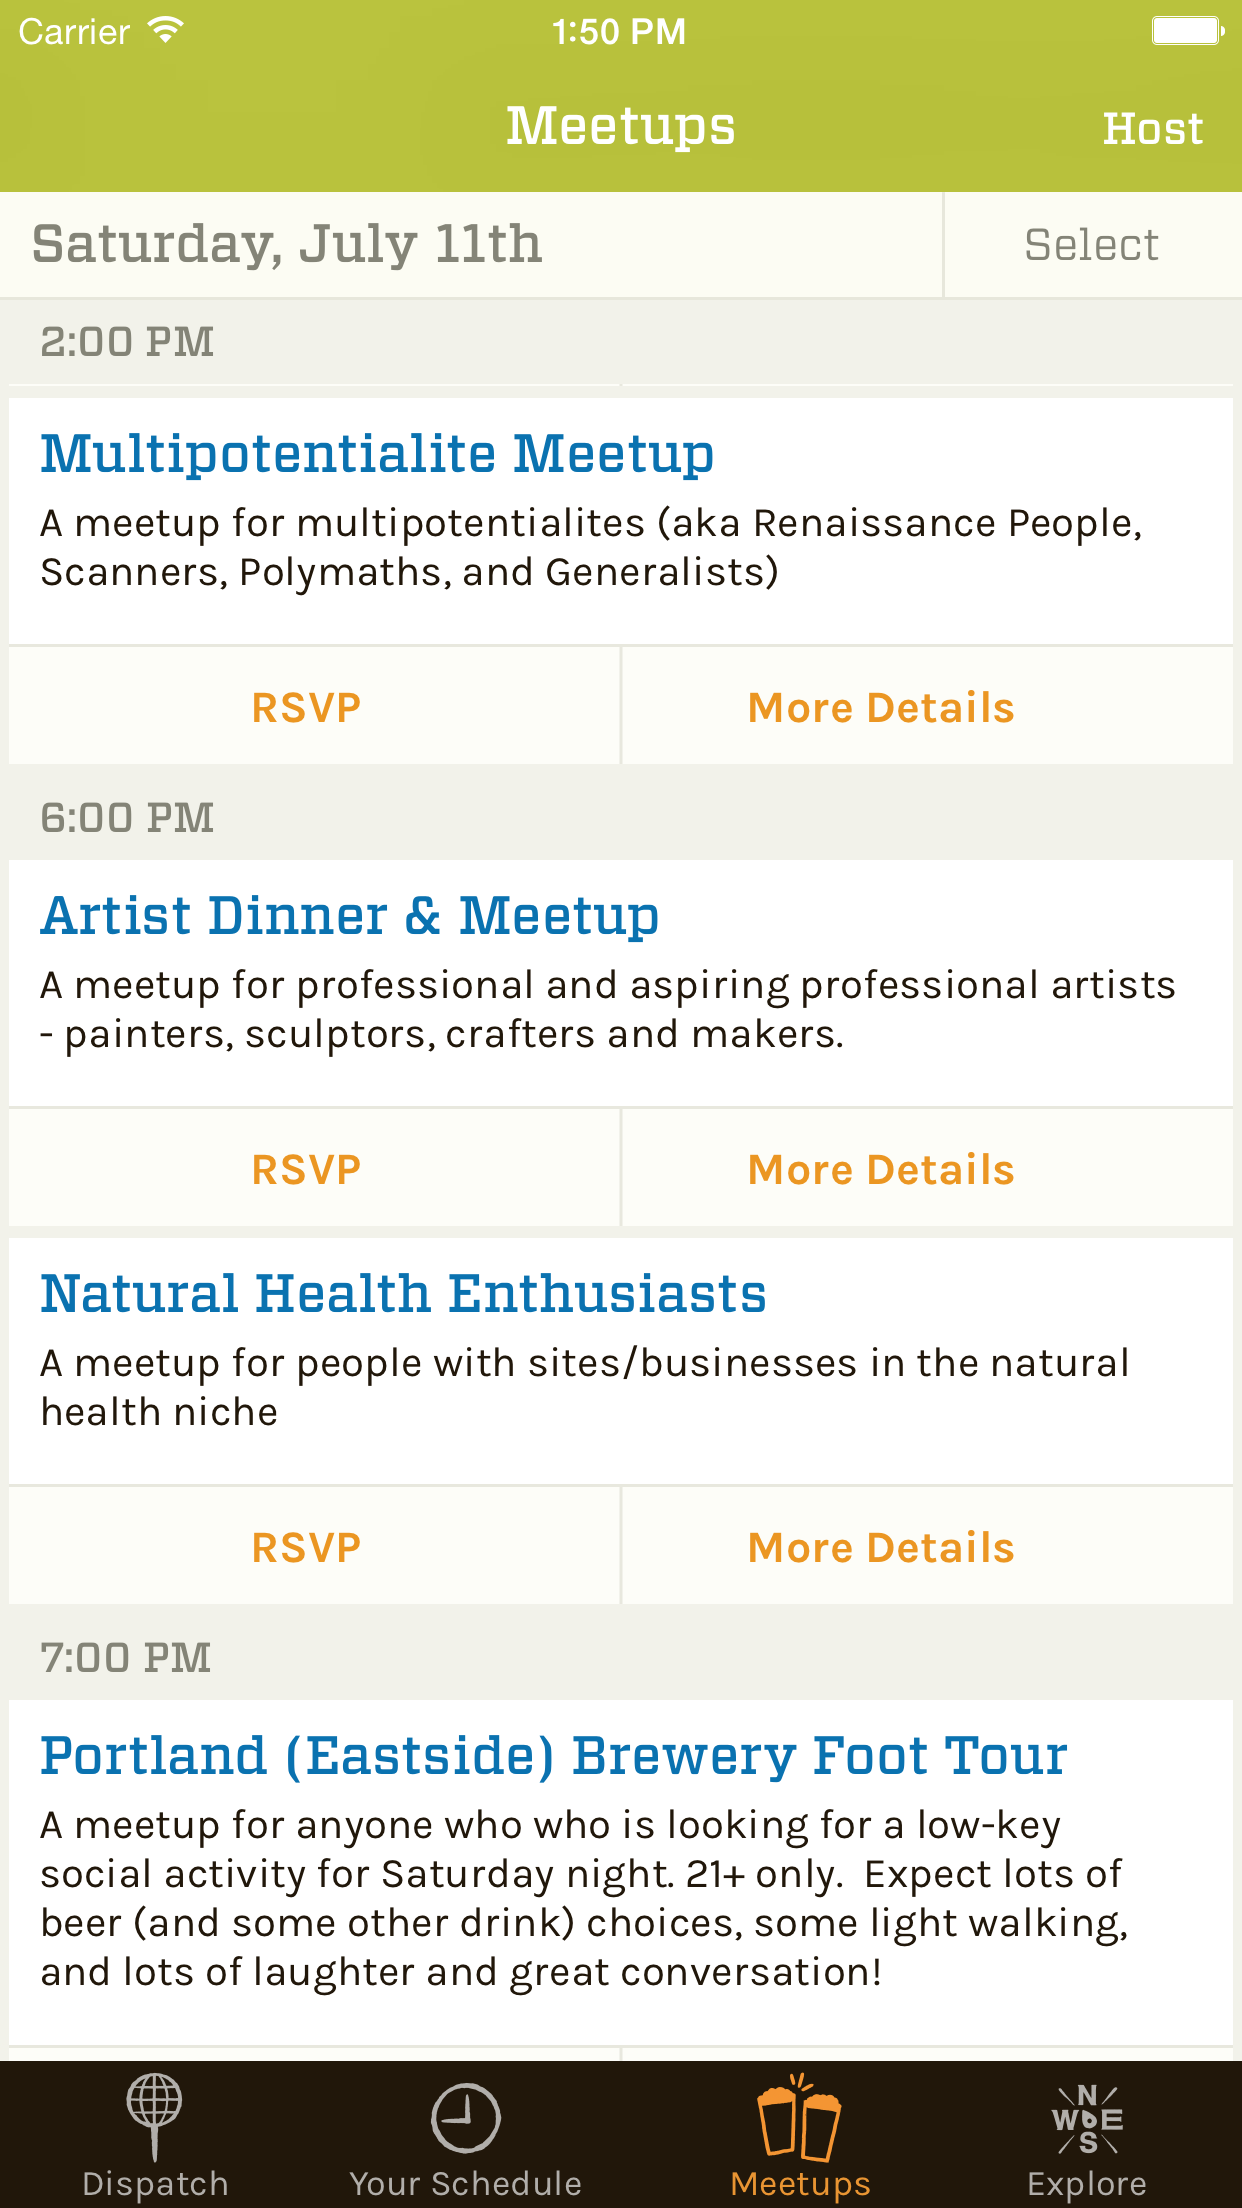 Carrier 1:50 PM
Meetups Host
Saturday, July 11th Select
2:00 PM
Multipotentialite Meetup
A meetup for multipotentialites (aka Renaissance People,
Scanners, Polymaths, and Generalists)
RSVP More Details
6:00 PM
Artist Dinner & Meetup
A meetup for professional and aspiring professional artists
- painters, sculptors, crafters and makers.
RSVP More Details
Natural Health Enthusiasts
A meetup for people with sites/businesses in the natural
health niche
RSVP More Details
7:00 PM
Portland (Eastside) Brewery Foot Tour
A meetup for anyone who who is looking for a low-key
social activity for Saturday night. 21+ only.  Expect lots of
beer (and some other drink) choices, some light walking,
and lots of laughter and great conversation!
N
W E
S
Dispatch Your Schedule Meetups Explore